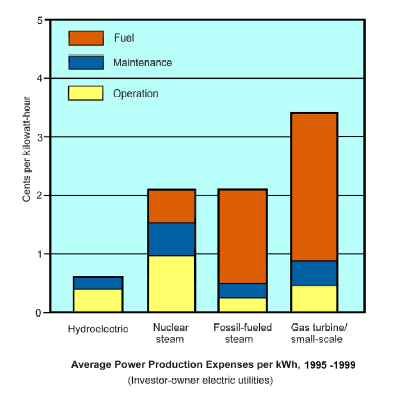 5
4
3
2
1
0
Cents per kilowatt-hour
Fuel
Maintenance
Operation
Hydroelectric
Nuclear
steam
Fossil-fueled
steam
Gas turbine/
small-scale
Average Power Production Expenses per kWh, 1995 -1999
(Investor-owner electric utilities)